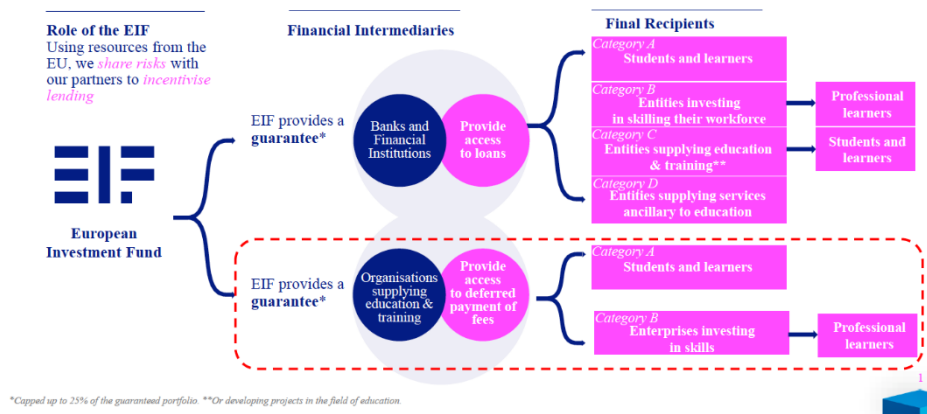 Role of the EIF
Using resources from the
EU, we share risks with
our partners to incentivise
lending
Financial Intermediaries
Final Recipients
European
Investment Fund
EIF provides a
guarantee*
Banks and
Financial
Institutions
Provide
access
to loans
Category A
Students and learners
Category B
Entities investing
in skilling their workforce
Professional
learners
Category C
Entities supplying education
& training**
Students and
learners
Category D
Entities supplying services
ancillary to education
EIF provides a
guarantee*
Organisations
supplying
education &
training
Provide
access
to deferred
payment of
fees
Category A
Students and learners
Category B
Enterprises investing
in skills
Professional
learners
1
*Capped up to 25% of the guaranteed portfolio. **Or developing projects in the field of education.